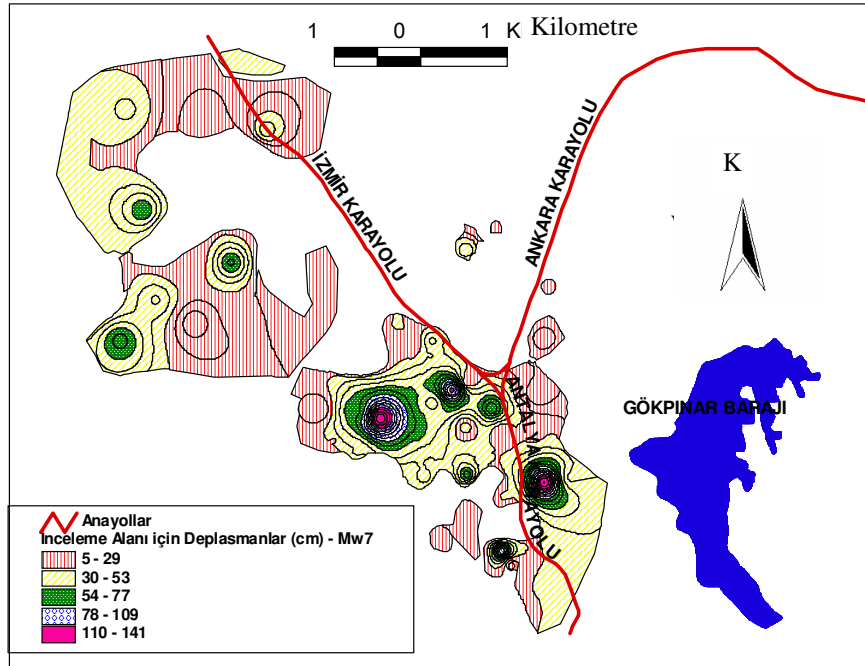 1 0 1 K Kilometre
K
İZMİR KARAYOLU
ANKARA KARAYOLU
GÖKPINAR BARAJI
ANTALYA KARAYOLU
Anayollar
İnceleme Alanı için Deplasmanlar (cm) - Mw7
5 - 29
30 - 53
54 - 77
78 - 109
110 - 141